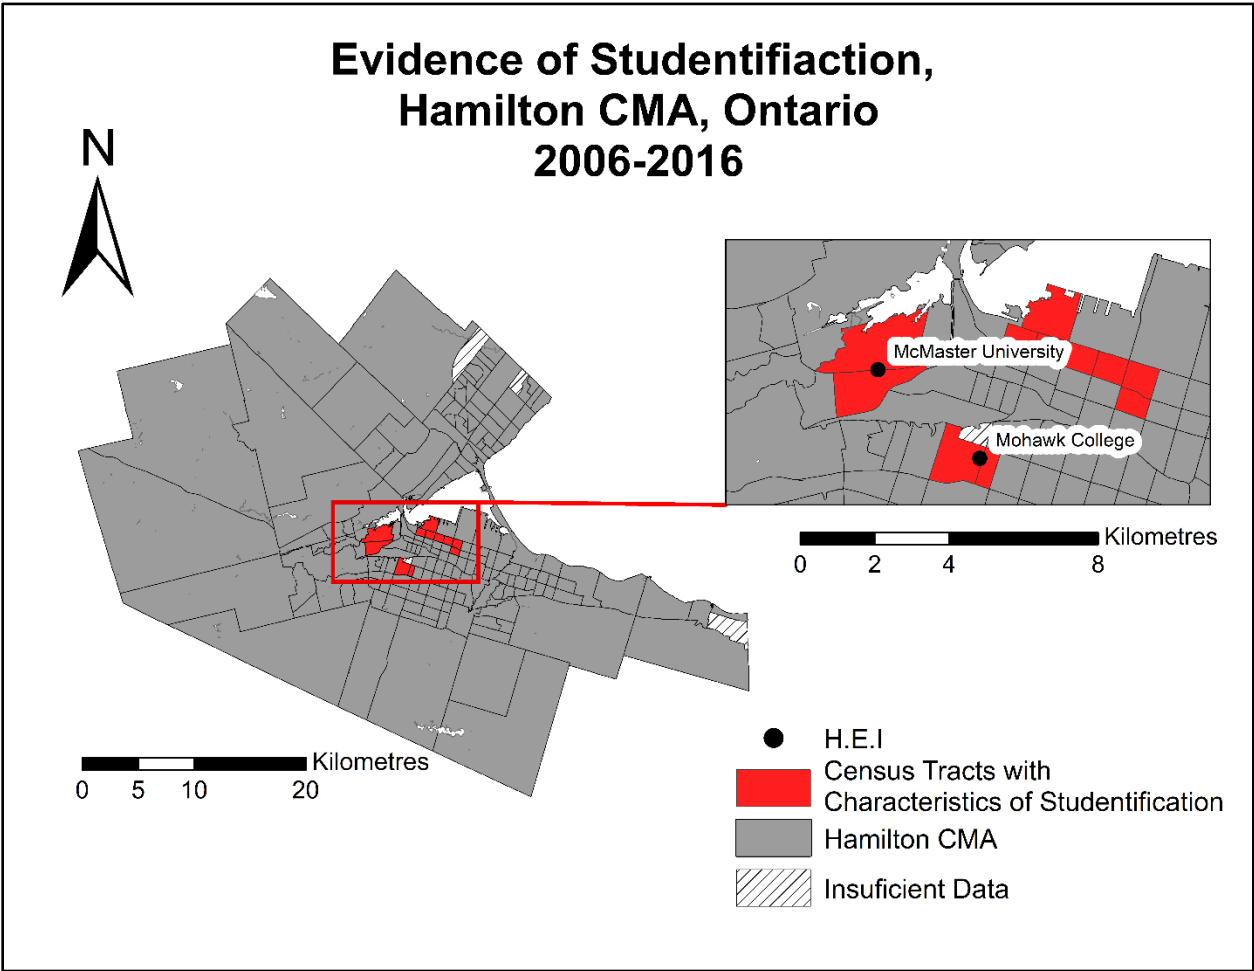 Evidence of Studentifiaction,
Hamilton CMA, Ontario
2006-2016
N
McMaster University
Mohawk College
Kilometres
0 2 4 8
Kilometres
0 5 10 20
H.E.I
Census Tracts with
Characteristics of Studentification
Hamilton CMA
Insuficient Data